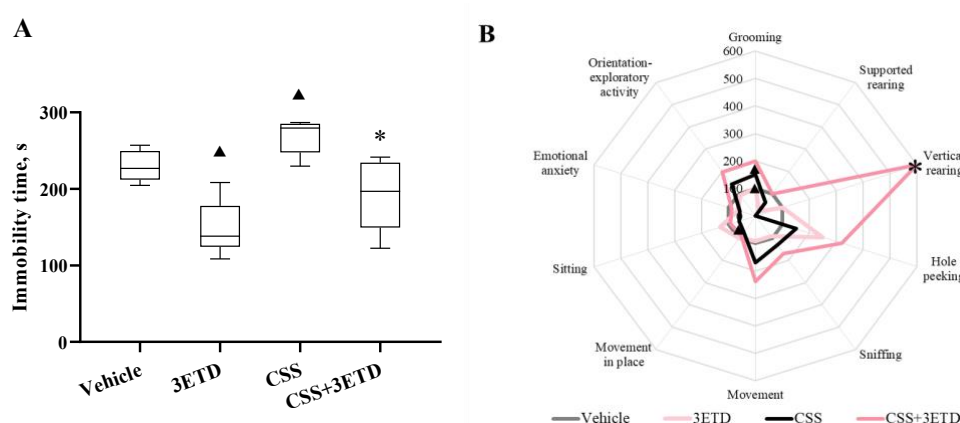 A
Immobility time, s
300
200
100
0
Vehicle
3ETD
CSS
CSS+3ETD
*
B
Grooming
Supported
rearing
Vertical
rearing
*
Hole
peeking
Sniffing
Movement
Movement
in place
Sitting
Emotional
anxiety
Orientation-
exploratory
activity
600
500
400
300
200
100
Vehicle 3ETD CSS CSS+3ETD